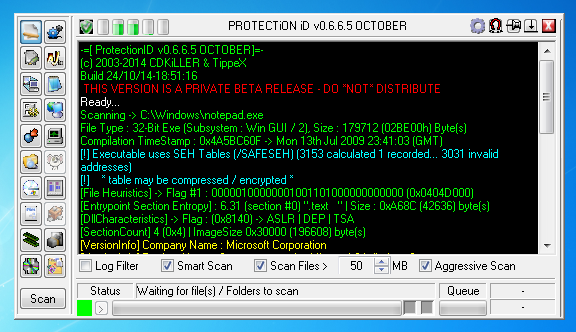 PROTECTiON iD v0.6.6.5 OCTOBER
-=[ ProtectionID v0.6.6.5 OCTOBER]=-
(c) 2003-2014 CDKiLLER & TippeX
Build 24/10/14-18:51:16
THIS VERSION IS A PRIVATE BETA RELEASE - DO *NOT* DISTRIBUTE
Ready...
Scanning -> C:\Windows\notepad.exe
File Type : 32-Bit Exe (Subsystem : Win GUI / 2), Size : 179712 (02BE00h) Byte(s)
Compilation TimeStamp : 0x4A5BC60F -> Mon 13th Jul 2009 23:41:03 (GMT)
[!] Executable uses SEH Tables (/SAFESEH) (3153 calculated 1 recorded... 3031 invalid
addresses)
[!] * table may be compressed / encrypted *
[File Heuristics] -> Flag #1 : 00000100000001001101000000000000 (0x0404D000)
[Entrypoint Section Entropy] : 6.31 (section #0) ".text " | Size : 0xA68C (42636) byte(s)
[DllCharacteristics] -> Flag : (0x8140) -> ASLR | DEP | TSA
[SectionCount] 4 (0x4) | ImageSize 0x30000 (196608) byte(s)
[VersionInfo] Company Name : Microsoft Corporation
Log Filter Smart Scan Scan Files > 50 MB Aggressive Scan
Status Waiting for file(s) / Folders to scan Queue - -
Scan > -